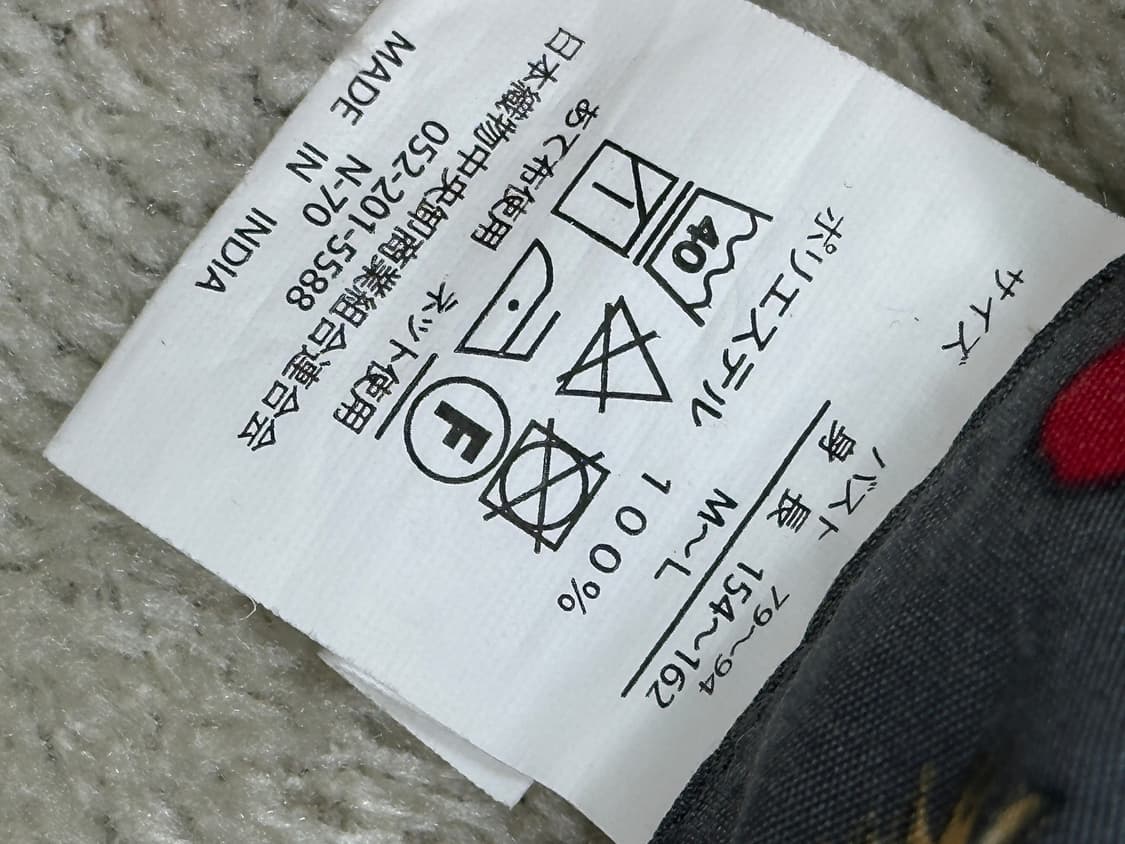 サイズ
バスト 79~94
身長 154~162
M~L
ポリエステル 100%
40
F
あて布使用 ネット使用
日本織物中央卸商業組合連合会
052-201-5588
N-70
MADE IN INDIA